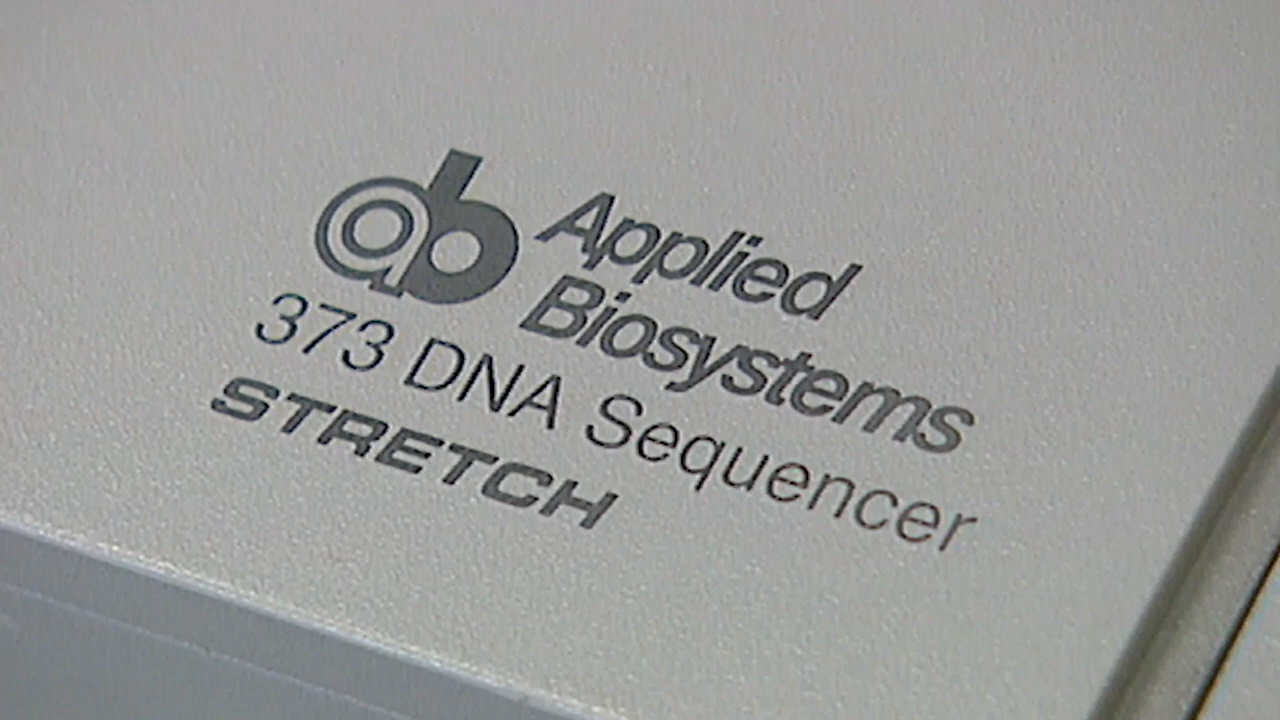 ab Applied
Biosystems
373 DNA Sequencer
STRETCH